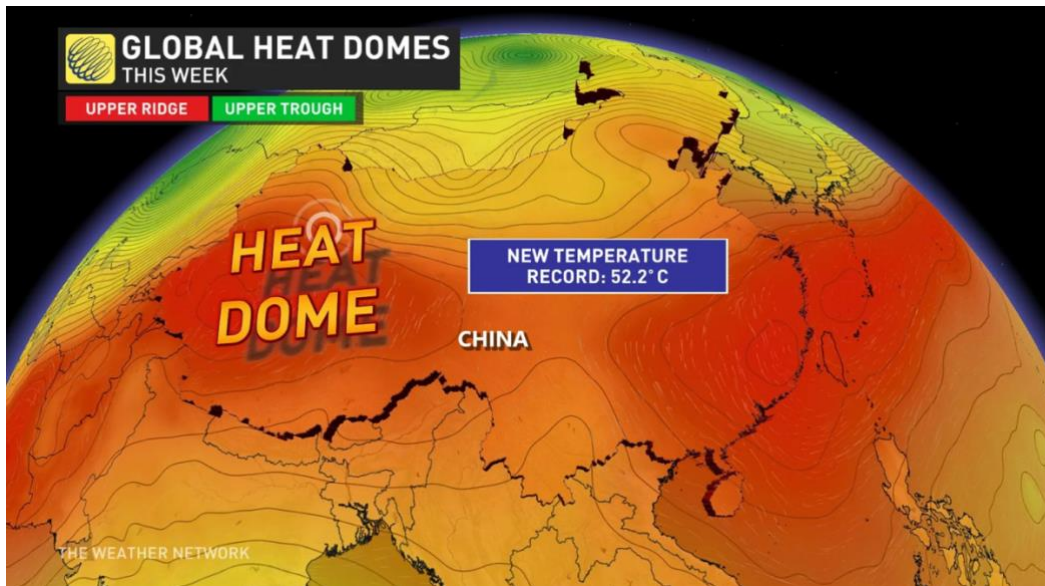 GLOBAL HEAT DOMES
THIS WEEK
UPPER RIDGE UPPER TROUGH
HEAT
DOME
NEW TEMPERATURE
RECORD: 52.2°C
CHINA
THE WEATHER NETWORK